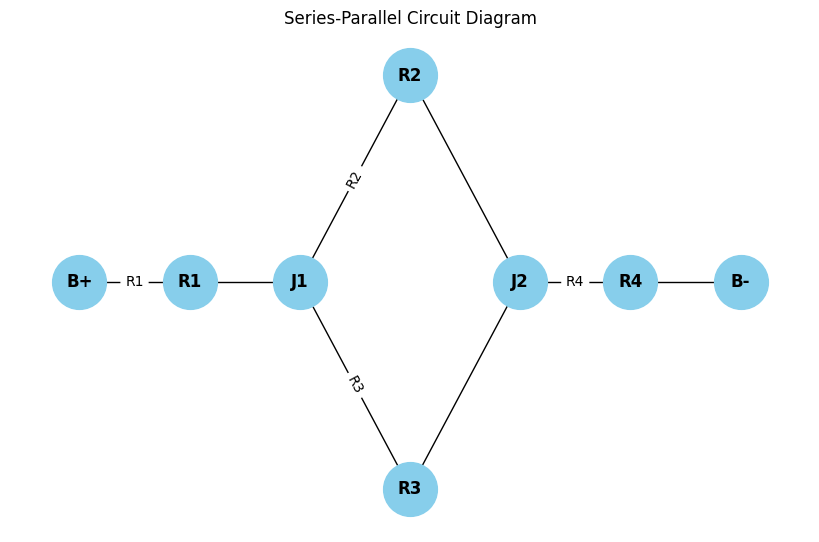 Series-Parallel Circuit Diagram
R2
R2
B+ R1 R1 J1 J2 R4 R4 B-
R3
R3